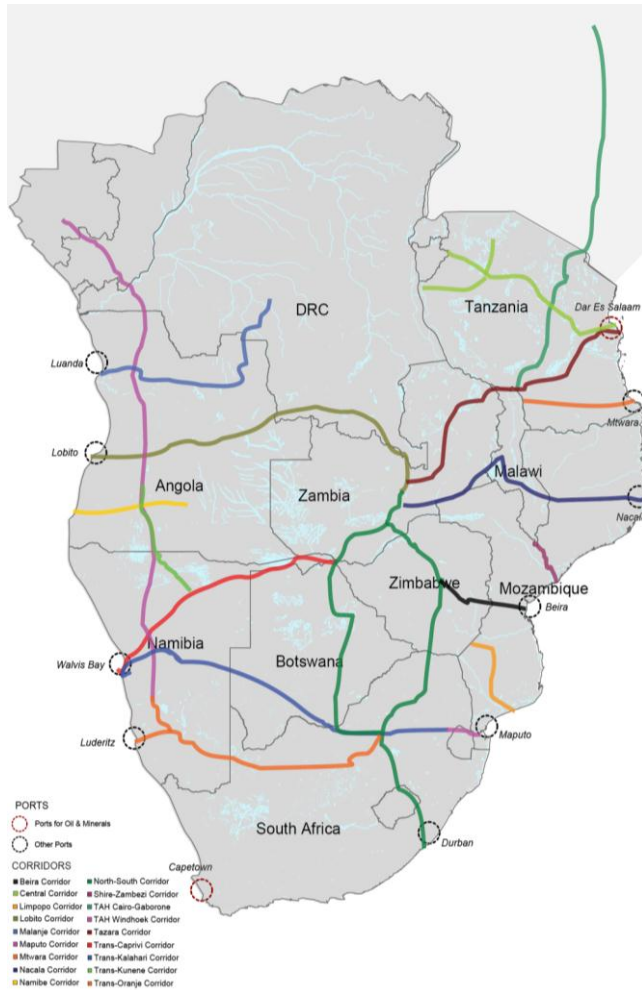 Tanzania
Dar Es Salaam
DRC
Luanda
Mtwara
Lobito
Malawi
Angola
Zambia
Nacala
Zimbabwe
Mozambique
Beira
Namibia
Botswana
Walvis Bay
Maputo
Luderitz
South Africa
Durban
Capetown
PORTS
Ports for Oil & Minerals
Other Ports
CORRIDORS
Beira Corridor
Central Corridor
Limpopo Corridor
Lobito Corridor
Malanje Corridor
Maputo Corridor
Mtwara Corridor
Nacala Corridor
Namibe Corridor
North-South Corridor
Shire-Zambezi Corridor
TAH Cairo-Gaborone
TAH Windhoek Corridor
Tazara Corridor
Trans-Caprivi Corridor
Trans-Kalahari Corridor
Trans-Kunene Corridor
Trans-Oranje Corridor